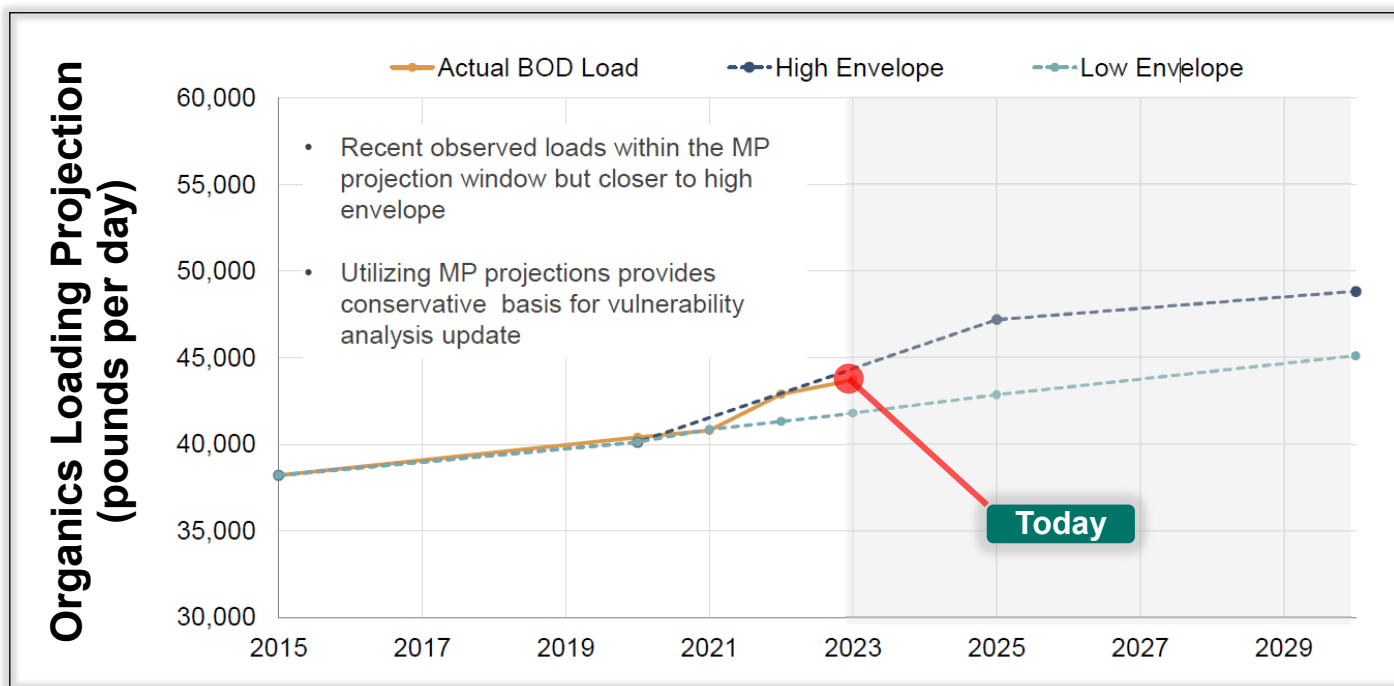 Organics Loading Projection
(pounds per day)
Actual BOD Load
High Envelope
Low Envelope
60,000
55,000
50,000
45,000
40,000
35,000
30,000
• Recent observed loads within the MP
projection window but closer to high
envelope
• Utilizing MP projections provides
conservative basis for vulnerability
analysis update
Today
2015
2017
2019
2021
2023
2025
2027
2029